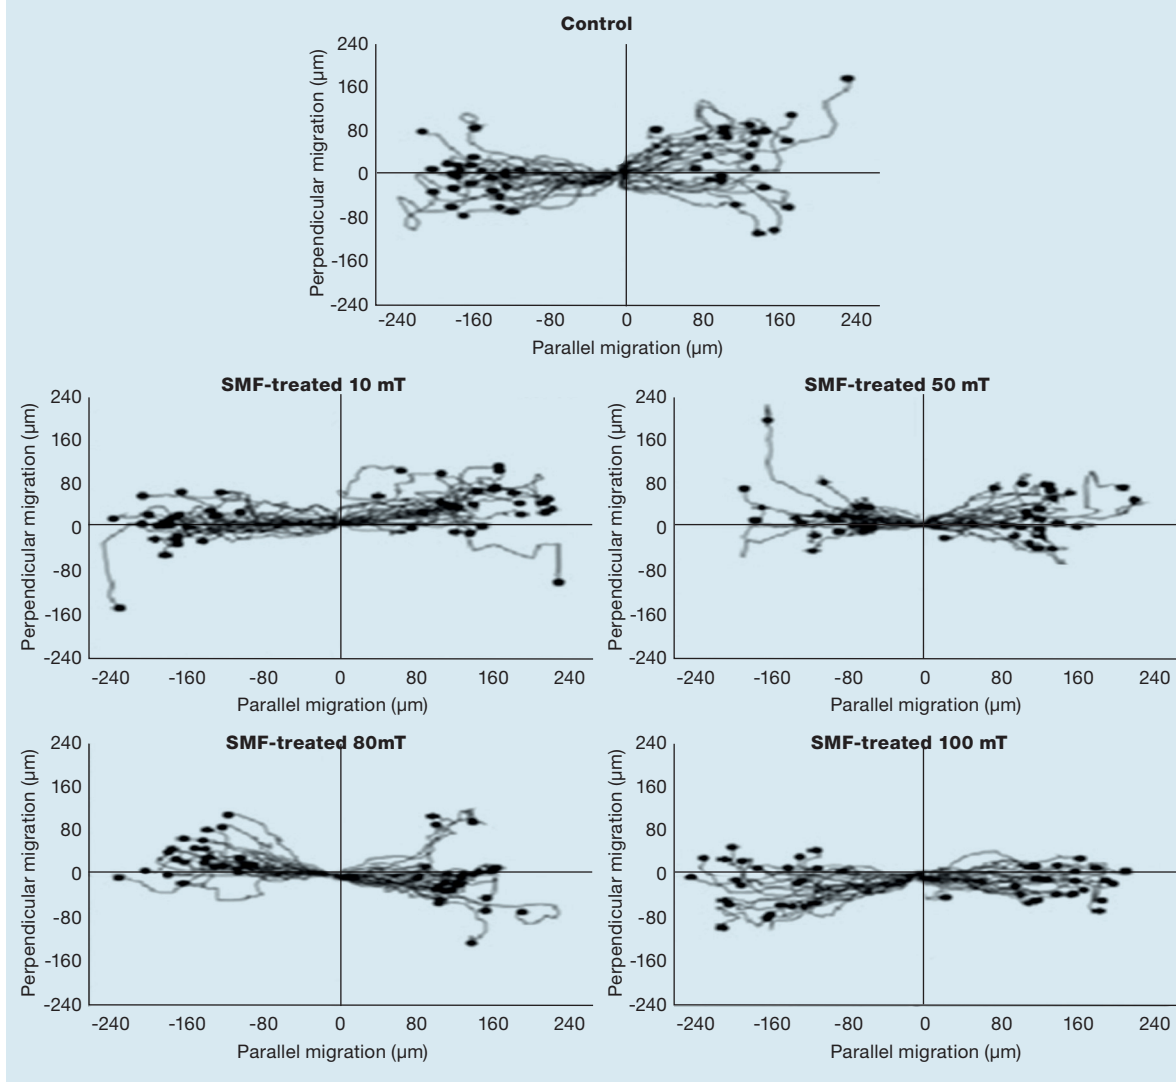 Control
Perpendicular migration (µm)
240
160
80
0
-80
-160
-240
-240 -160 -80 0 80 160 240
Parallel migration (µm)
SMF-treated 10 mT
Perpendicular migration (µm)
240
160
80
0
-80
-160
-240
-240 -160 -80 0 80 160 240
Parallel migration (µm)
SMF-treated 50 mT
Perpendicular migration (µm)
240
160
80
0
-80
-160
-240
-240 -160 -80 0 80 160 240
Parallel migration (µm)
SMF-treated 80mT
Perpendicular migration (µm)
240
160
80
0
-80
-160
-240
-240 -160 -80 0 80 160 240
Parallel migration (µm)
SMF-treated 100 mT
Perpendicular migration (µm)
240
160
80
0
-80
-160
-240
-240 -160 -80 0 80 160 240
Parallel migration (µm)